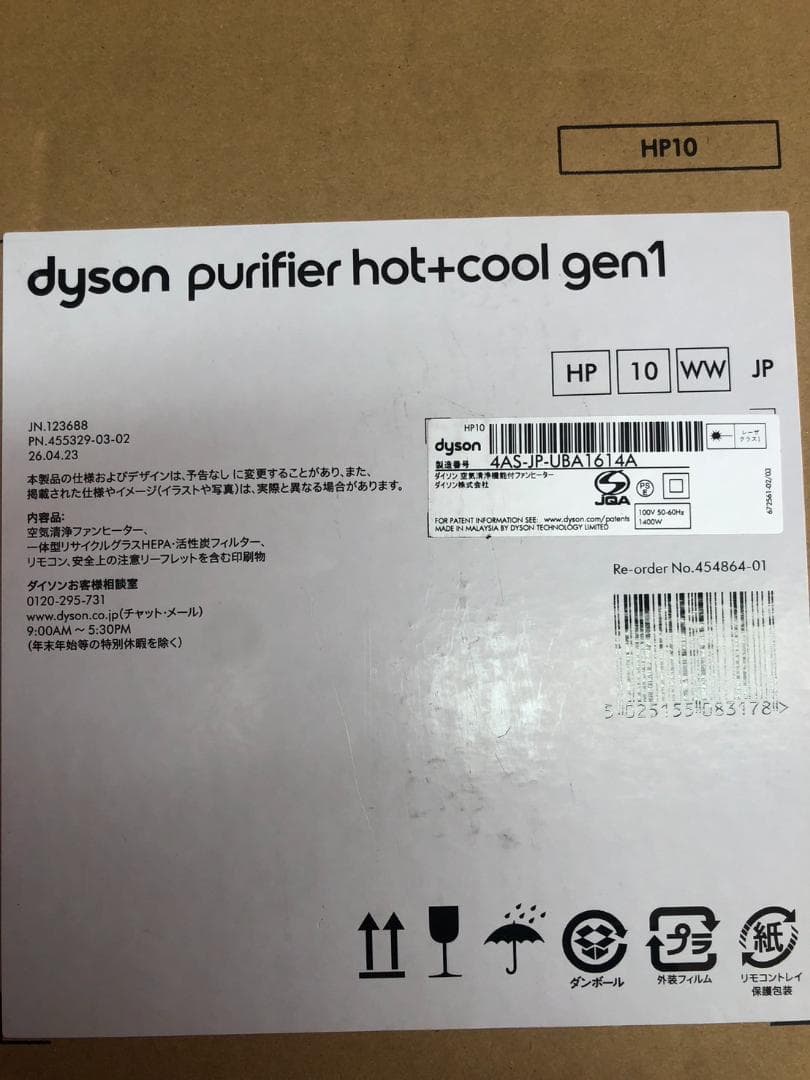 HP10
dyson purifier hot+cool gen1
HP 10 WW JP
JN.123688
PN.455329-03-02
26.04.23
本製品の仕様およびデザインは、予告なしに変更することがあり、また、
掲載された仕様やイメージ(イラストや写真)は、実際と異なる場合があります。
内容品:
空気清浄ファンヒーター、
一体型リサイクルグラスHEPA・活性炭フィルター、
リモコン、安全上の注意リーフレットを含む印刷物
ダイソンお客様相談室
0120-295-731
www.dyson.co.jp(チャット・メール)
9:00AM～5:30PM
(年末年始等の特別休暇を除く)
HP10
dyson
製造番号 4AS-JP-UBA1614A
ダイソン 空気清浄機能付ファンヒーター
ダイソン株式会社
JQA
PS
E
レーザ
クラス1
100V 50-60Hz
1400W
FOR PATENT INFORMATION SEE: www.dyson.com/patents
MADE IN MALAYSIA BY DYSON TECHNOLOGY LIMITED
672561-02/03
Re-order No.454864-01
5 025155 083178 >
ダンボール
プラ
外装フィルム
紙
リモコントレイ
保護包装